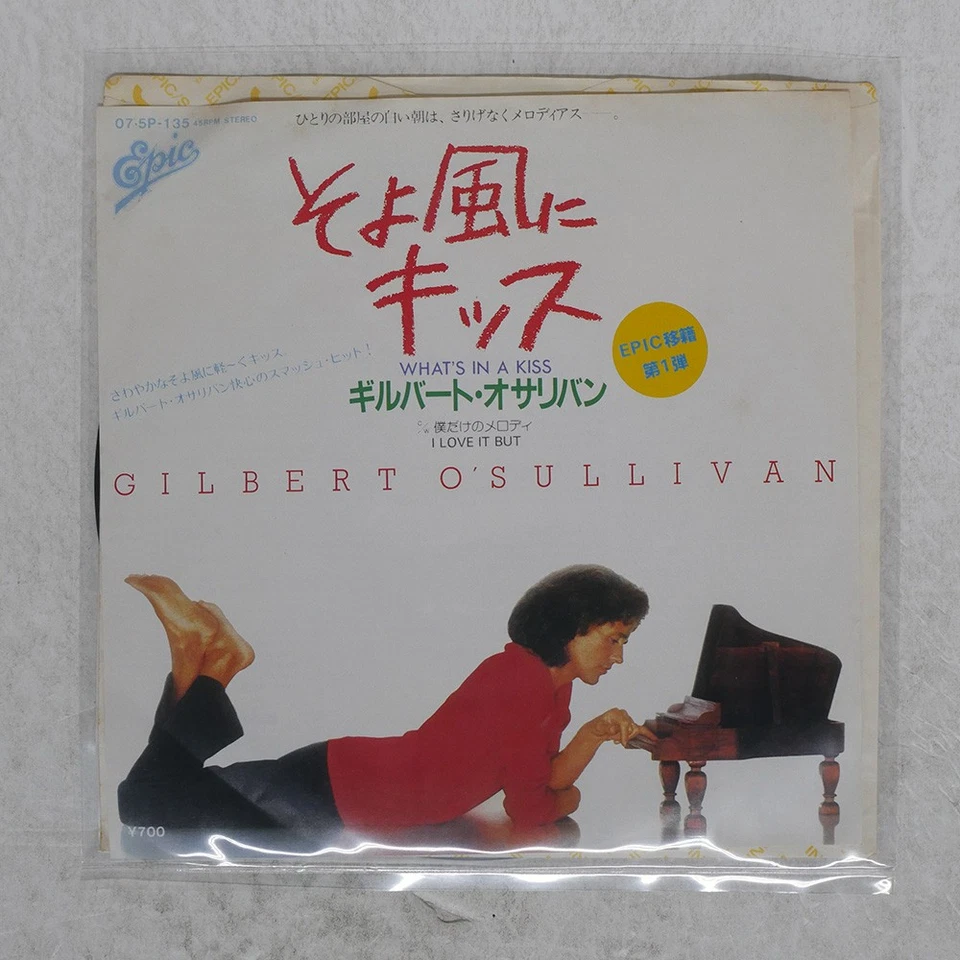 07·5P-135 45RPM STEREO
Epic
ひとりの部屋の白い朝は、さりげなくメロディアス――。
そよ風に
キッス
WHAT'S IN A KISS
ギルバート・オサリバン
c/w 僕だけのメロディ
I LOVE IT BUT
EPIC移籍
第1弾
さわやかなそよ風に軽〜くキッス
ギルバート・オサリバン快心のスマッシュ・ヒット!
GILBERT O'SULLIVAN
¥700